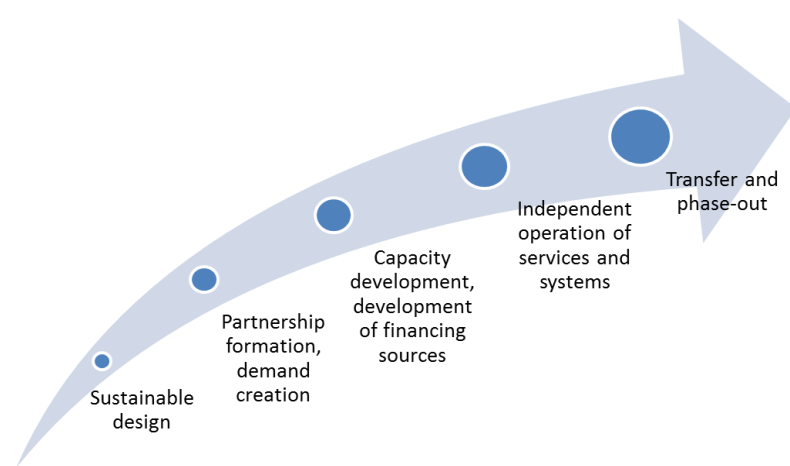 Sustainable
design
Partnership
formation,
demand
creation
Capacity
development,
development
of financing
sources
Independent
operation of
services and
systems
Transfer and
phase-out